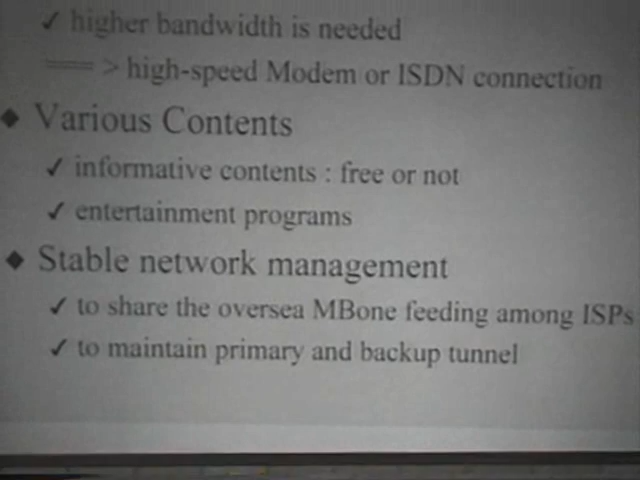 ✓ higher bandwidth is needed
===> high-speed Modem or ISDN connection
◆ Various Contents
✓ informative contents : free or not
✓ entertainment programs
◆ Stable network management
✓ to share the oversea MBone feeding among ISPs
✓ to maintain primary and backup tunnel